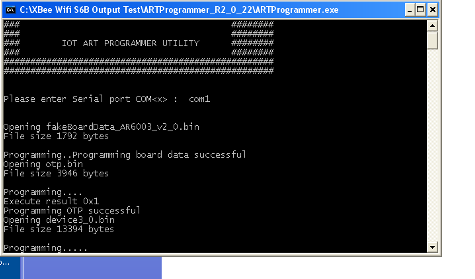 C:\XBee Wifi S6B Output Test\ARTProgrammer_R2_0_22\ARTProgrammer.exe
### ########
### ########
### IOT ART PROGRAMMER UTILITY ########
### ########
##################################################
##################################################
Please enter Serial port COM<x> : com1
Opening fakeBoardData_AR6003_v2_0.bin
File size 1792 bytes
Programming..Programming board data successful
Opening otp.bin
File size 3946 bytes
Programming....
Execute result 0x1
Programming OTP successful
Opening device3_0.bin
File size 13394 bytes
Programming.....